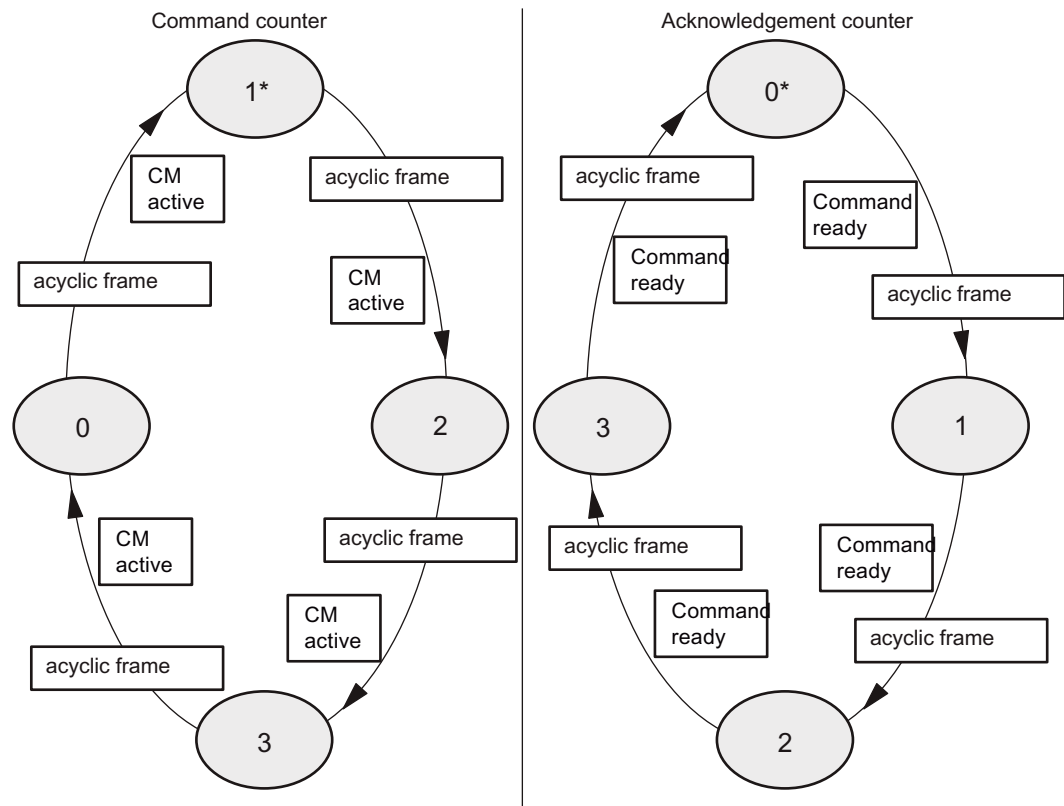 Command counter
1*
acyclic frame
CM
active
CM
active
acyclic frame
0
2
acyclic frame
CM
active
CM
active
acyclic frame
3
Acknowledgement counter
0*
acyclic frame
Command
ready
Command
ready
acyclic frame
3
1
acyclic frame
Command
ready
Command
ready
acyclic frame
2